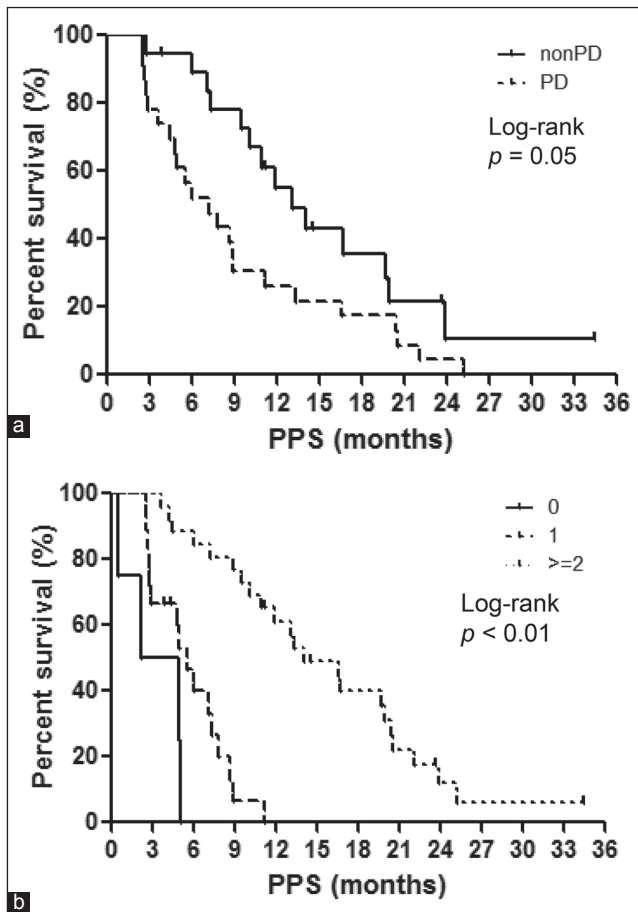 100
80
60
40
20
0
Percent survival (%)
nonPD
PD
Log-rank
p = 0.05
0 3 6 9 12 15 18 21 24 27 30 33 36
PPS (months)
a
100
80
60
40
20
0
Percent survival (%)
0
1
>=2
Log-rank
p < 0.01
0 3 6 9 12 15 18 21 24 27 30 33 36
PPS (months)
b